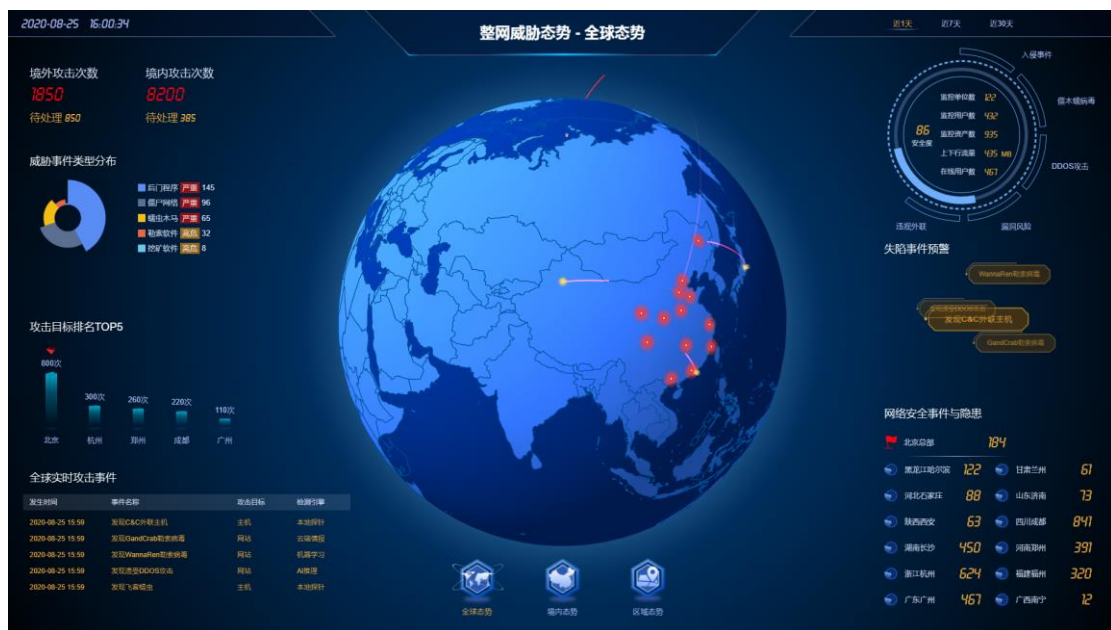 2020-08-25 16:00:34
整网威胁态势 - 全球态势
近1天 近7天 近30天
境外攻击次数 境内攻击次数
1850 8200
待处理 850 待处理 385
威胁事件类型分布
后门程序 严重 145
僵尸网络 严重 96
蠕虫木马 严重 65
勒索软件 高危 32
挖矿软件 高危 8
攻击目标排名TOP5
800次 300次 260次 220次 110次
北京 杭州 郑州 成都 广州
全球实时攻击事件
发生时间 事件名称 攻击目标 检测引擎
2020-08-25 15:59 发现C&C外联主机 主机 本地探针
2020-08-25 15:59 发现GandCrab勒索病毒 网站 云端情报
2020-08-25 15:59 发现WannaRen勒索病毒 网站 机器学习
2020-08-25 15:59 发现遭受DDOS攻击 网站 AI推理
2020-08-25 15:59 发现飞客蠕虫 主机 本地探针
全球态势 境内态势 区域态势
入侵事件
僵木蠕病毒
DDOS攻击
漏洞风险
违规外联
86
安全度
监控单位数 122
监控用户数 432
监控资产数 935
上下行流量 435 MB
在线用户数 467
失陷事件预警
WannaRen勒索病毒
发现C&C外联主机
GandCrab勒索病毒
网络安全事件与隐患
北京总部 184
黑龙江哈尔滨 122 甘肃兰州 61
河北石家庄 88 山东济南 73
陕西西安 63 四川成都 841
湖南长沙 450 河南郑州 391
浙江杭州 624 福建福州 320
广东广州 467 广西南宁 12